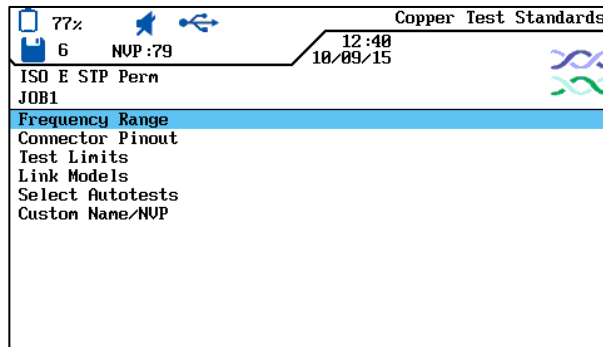 77% Copper Test Standards
6 NVP:79 12:40
10/09/15
ISO E STP Perm
JOB1
Frequency Range
Connector Pinout
Test Limits
Link Models
Select Autotests
Custom Name/NVP